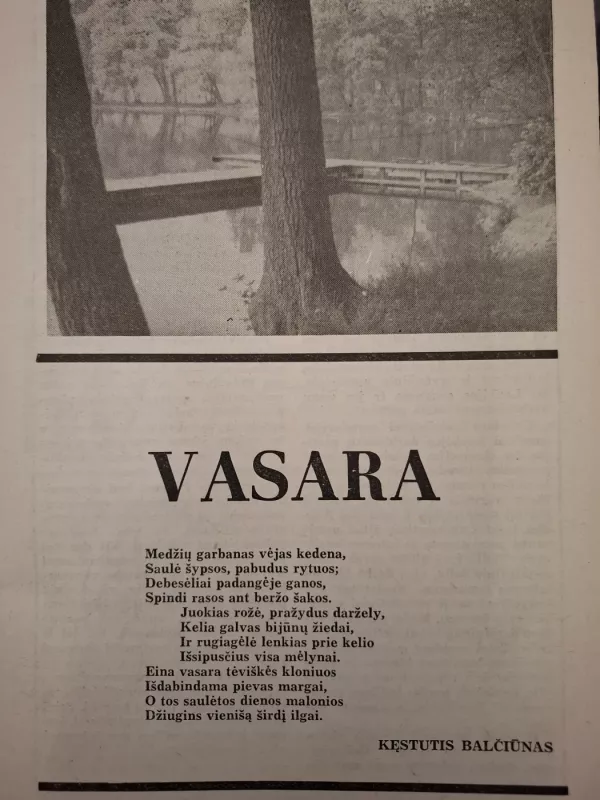 VASARA
Medžių garbanas vėjas kedena,
Saulė šypsos, pabudus rytuos;
Debesėliai padangėje ganos,
Spindi rasos ant beržo šakos.
Juokias rožė, pražydus daržely,
Kelia galvas bijūnų žiedai,
Ir rugiagėlė lenkias prie kelio
Išsipusčius visa mėlynai.
Eina vasara tėviškės kloniuos
Išdabindama pievas margai,
O tos saulėtos dienos malonios
Džiugins vienišą širdį ilgai.
KĘSTUTIS BALČIŪNAS